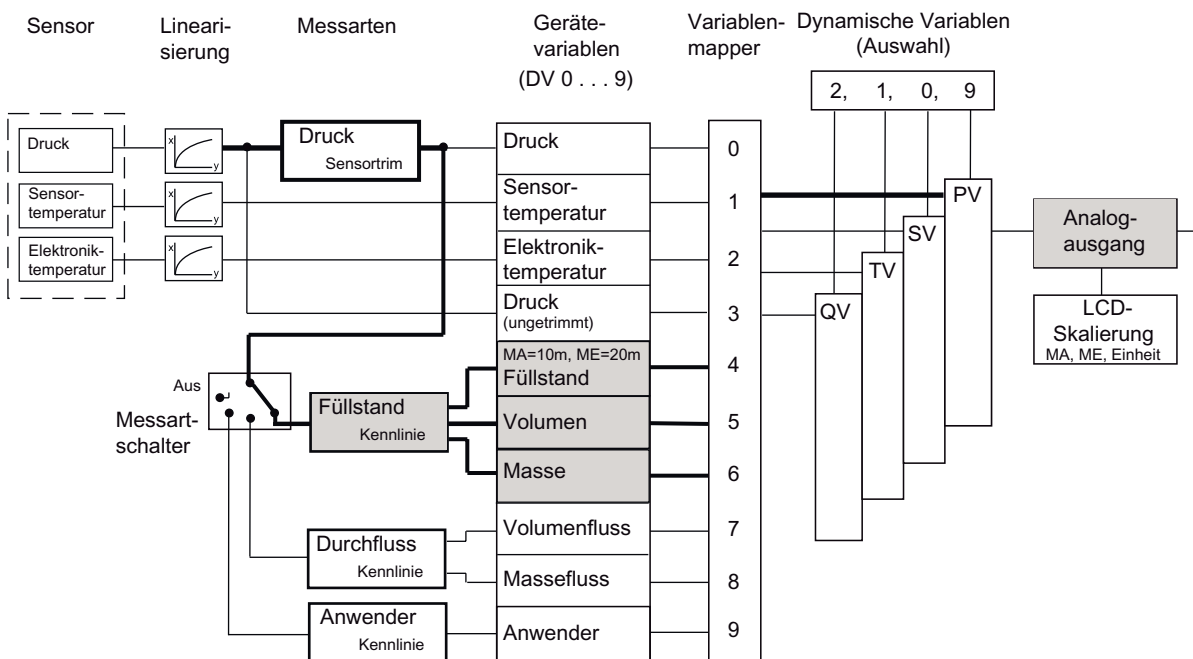 Sensor
Lineari-
sierung
Messarten
Geräte-
variablen
(DV 0 . . . 9)
Variablen-
mapper
Dynamische Variablen
(Auswahl)
2, 1, 0, 9
Druck
x
y
Druck
Sensortrim
Druck
0
Sensor-
temperatur
x
y
Sensor-
temperatur
1
PV
Elektronik-
temperatur
x
y
Elektronik-
temperatur
2
SV
TV
QV
Analog-
ausgang
Druck
(ungetrimmt)
3
LCD-
Skalierung
MA, ME, Einheit
MA=10m, ME=20m
Füllstand
4
Aus
Messart-
schalter
Füllstand
Kennlinie
Volumen
5
Masse
6
Durchfluss
Kennlinie
Volumenfluss
7
Massefluss
8
Anwender
Kennlinie
Anwender
9